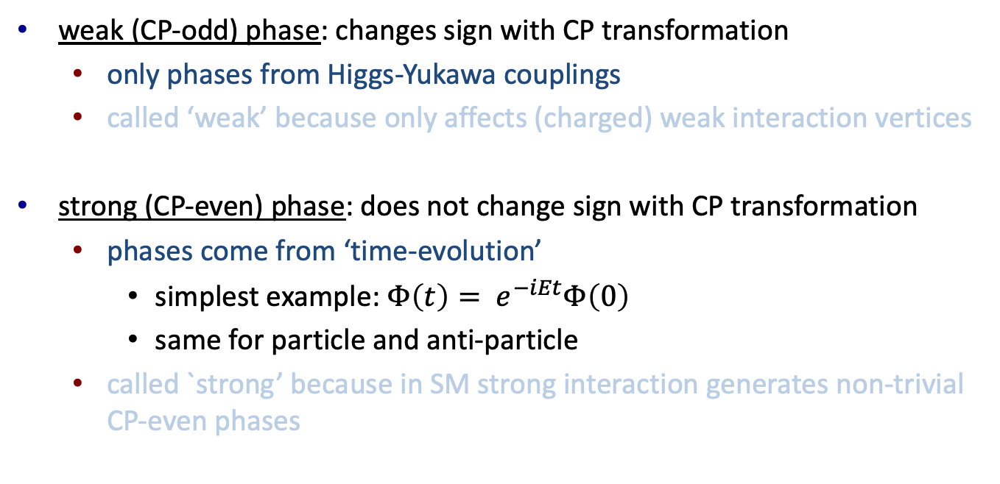 • weak (CP-odd) phase: changes sign with CP transformation
• only phases from Higgs-Yukawa couplings
• called ‘weak’ because only affects (charged) weak interaction vertices
• strong (CP-even) phase: does not change sign with CP transformation
• phases come from ‘time-evolution’
• simplest example: Φ(t) = e^{−iEt}Φ(0)
• same for particle and anti-particle
• called `strong’ because in SM strong interaction generates non-trivial
CP-even phases